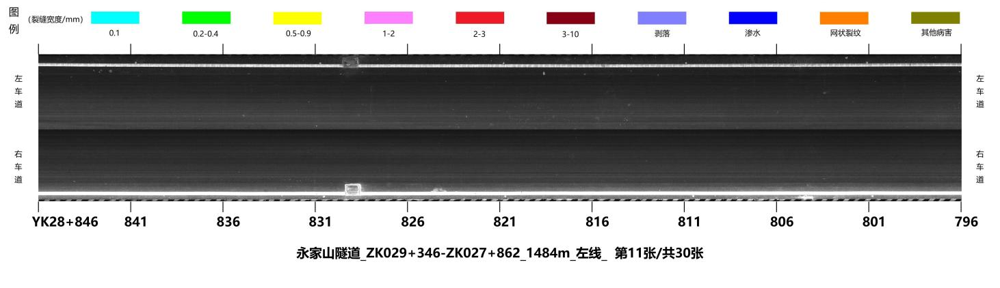 图例
(裂缝宽度/mm)
0.1 0.2-0.4 0.5-0.9 1-2 2-3 3-10 剥落 渗水 网状裂纹 其他病害
左车道 左车道
右车道 右车道
YK28+846 841 836 831 826 821 816 811 806 801 796
永家山隧道_ZK029+346-ZK027+862_1484m_左线_ 第11张/共30张